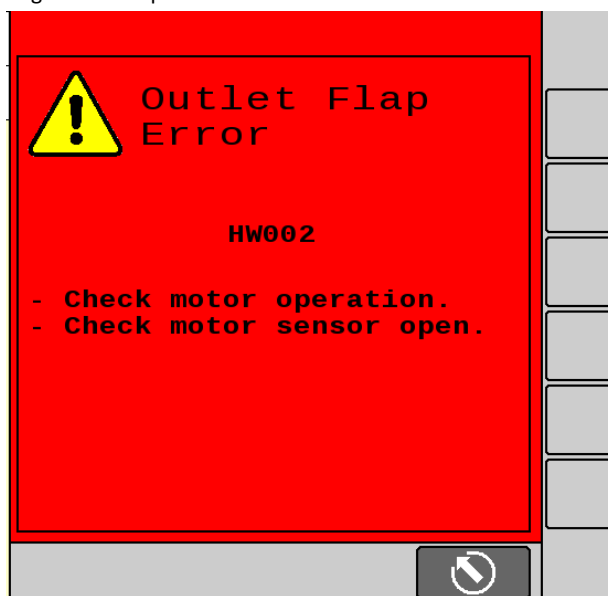 Outlet Flap
Error
HW002
- Check motor operation.
- Check motor sensor open.